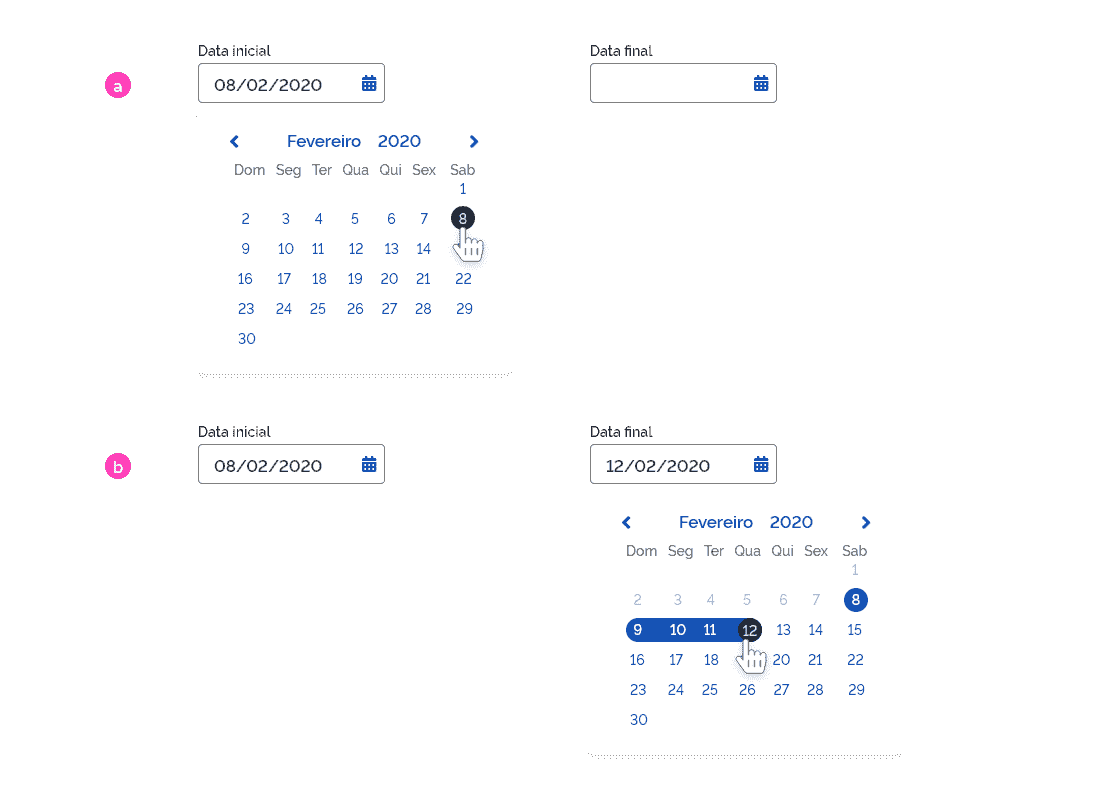 Data inicial Data final
a 08/02/2020
Fevereiro 2020
Dom Seg Ter Qua Qui Sex Sab
1
2 3 4 5 6 7 8
9 10 11 12 13 14
16 17 18 19 20 21 22
23 24 25 26 27 28 29
30
Data inicial Data final
b 08/02/2020 12/02/2020
Fevereiro 2020
Dom Seg Ter Qua Qui Sex Sab
1
2 3 4 5 6 7 8
9 10 11 12 13 14 15
16 17 18 20 21 22
23 24 25 26 27 28 29
30